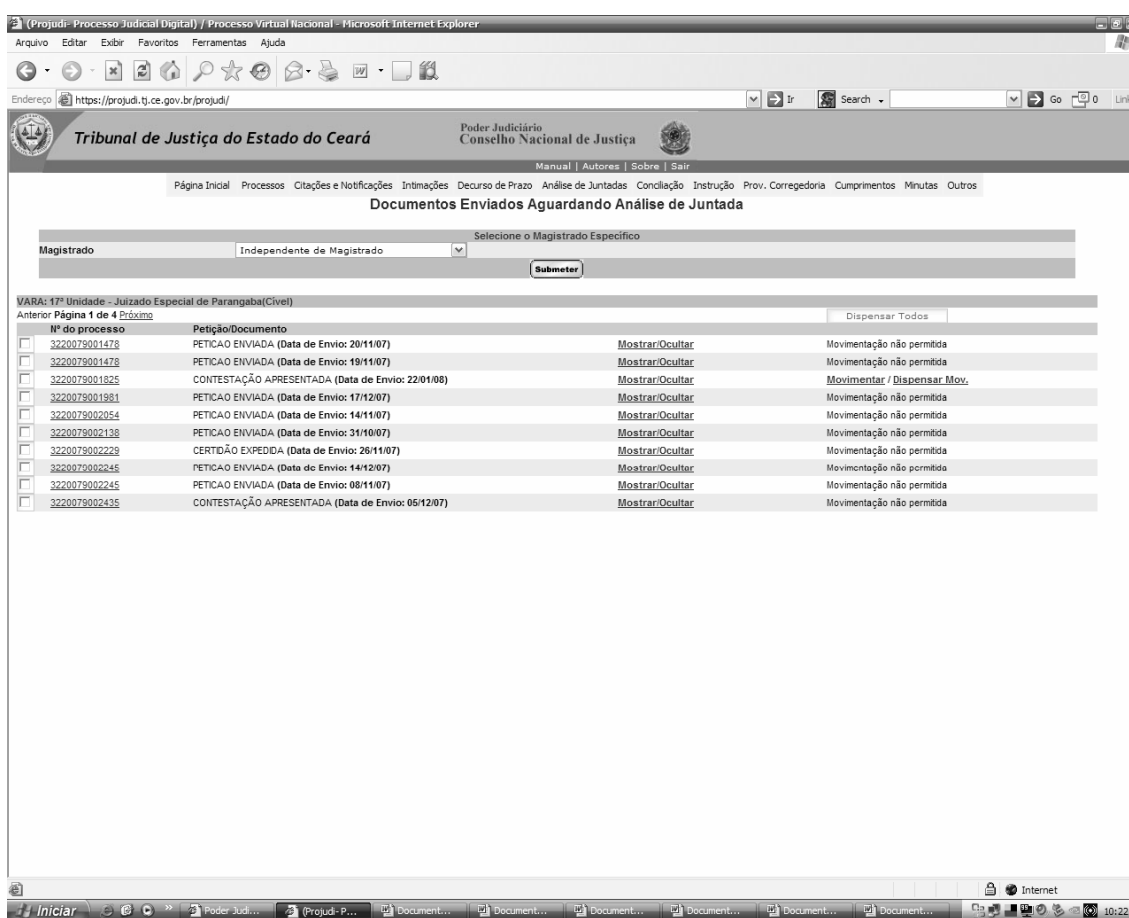 (Projudi- Processo Judicial Digital) / Processo Virtual Nacional - Microsoft Internet Explorer
Arquivo Editar Exibir Favoritos Ferramentas Ajuda
Endereço https://projudi.tj.ce.gov.br/projudi/ Ir Search Go 0
Tribunal de Justiça do Estado do Ceará
Poder Judiciário
Conselho Nacional de Justiça
Manual | Autores | Sobre | Sair
Página Inicial Processos Citações e Notificações Intimações Decurso de Prazo Análise de Juntadas Conciliação Instrução Prov. Corregedoria Cumprimentos Minutas Outros
Documentos Enviados Aguardando Análise de Juntada
Selecione o Magistrado Específico
Magistrado Independente de Magistrado
Submeter
VARA: 17ª Unidade - Juizado Especial de Parangaba(Cível)
Anterior Página 1 de 4 Próximo Dispensar Todos
Nº do processo Petição/Documento
3220079001478 PETICAO ENVIADA (Data de Envio: 20/11/07) Mostrar/Ocultar Movimentação não permitida
3220079001478 PETICAO ENVIADA (Data de Envio: 19/11/07) Mostrar/Ocultar Movimentação não permitida
3220079001825 CONTESTAÇÃO APRESENTADA (Data de Envio: 22/01/08) Mostrar/Ocultar Movimentar / Dispensar Mov.
3220079001981 PETICAO ENVIADA (Data de Envio: 17/12/07) Mostrar/Ocultar Movimentação não permitida
3220079002054 PETICAO ENVIADA (Data de Envio: 14/11/07) Mostrar/Ocultar Movimentação não permitida
3220079002138 PETICAO ENVIADA (Data de Envio: 31/10/07) Mostrar/Ocultar Movimentação não permitida
3220079002229 CERTIDÃO EXPEDIDA (Data de Envio: 26/11/07) Mostrar/Ocultar Movimentação não permitida
3220079002245 PETICAO ENVIADA (Data de Envio: 14/12/07) Mostrar/Ocultar Movimentação não permitida
3220079002245 PETICAO ENVIADA (Data de Envio: 08/11/07) Mostrar/Ocultar Movimentação não permitida
3220079002435 CONTESTAÇÃO APRESENTADA (Data de Envio: 05/12/07) Mostrar/Ocultar Movimentação não permitida
Internet
Iniciar Poder Judi... (Projudi- P... Document... Document... Document... Document... Document... Document... 10:22